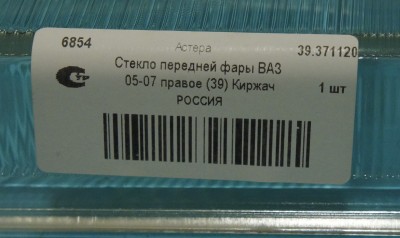 6854 Астера 39.371120
Стекло передней фары ВАЗ
05-07 правое (39) Киржач 1 шт
РОССИЯ